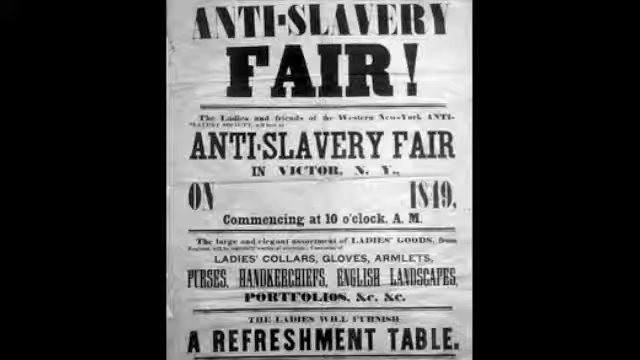 ANTI-SLAVERY
FAIR!
The Ladies and friends of the Western New-York ANTI-
SLAVERY SOCIETY, will hold an
ANTI-SLAVERY FAIR
IN VICTOR, N. Y.,
ON 1849,
Commencing at 10 o'clock, A. M.
The large and elegant assortment of LADIES' GOODS, from
England, will be
LADIES' COLLARS, GLOVES, ARMLETS,
PURSES, HANDKERCHIEFS, ENGLISH LANDSCAPES,
PORTFOLIOS, &c. &c.
THE LADIES WILL FURNISH
A REFRESHMENT TABLE.